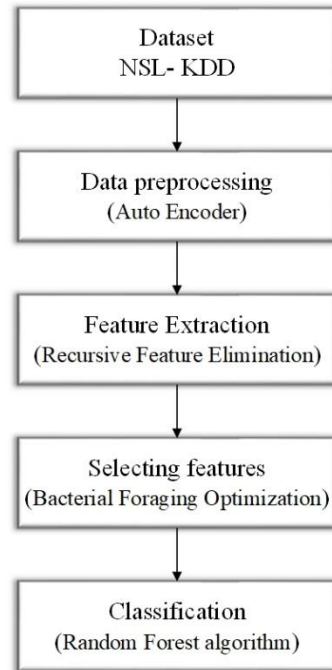 Dataset
NSL- KDD
Data preprocessing
(Auto Encoder)
Feature Extraction
(Recursive Feature Elimination)
Selecting features
(Bacterial Foraging Optimization)
Classification
(Random Forest algorithm)